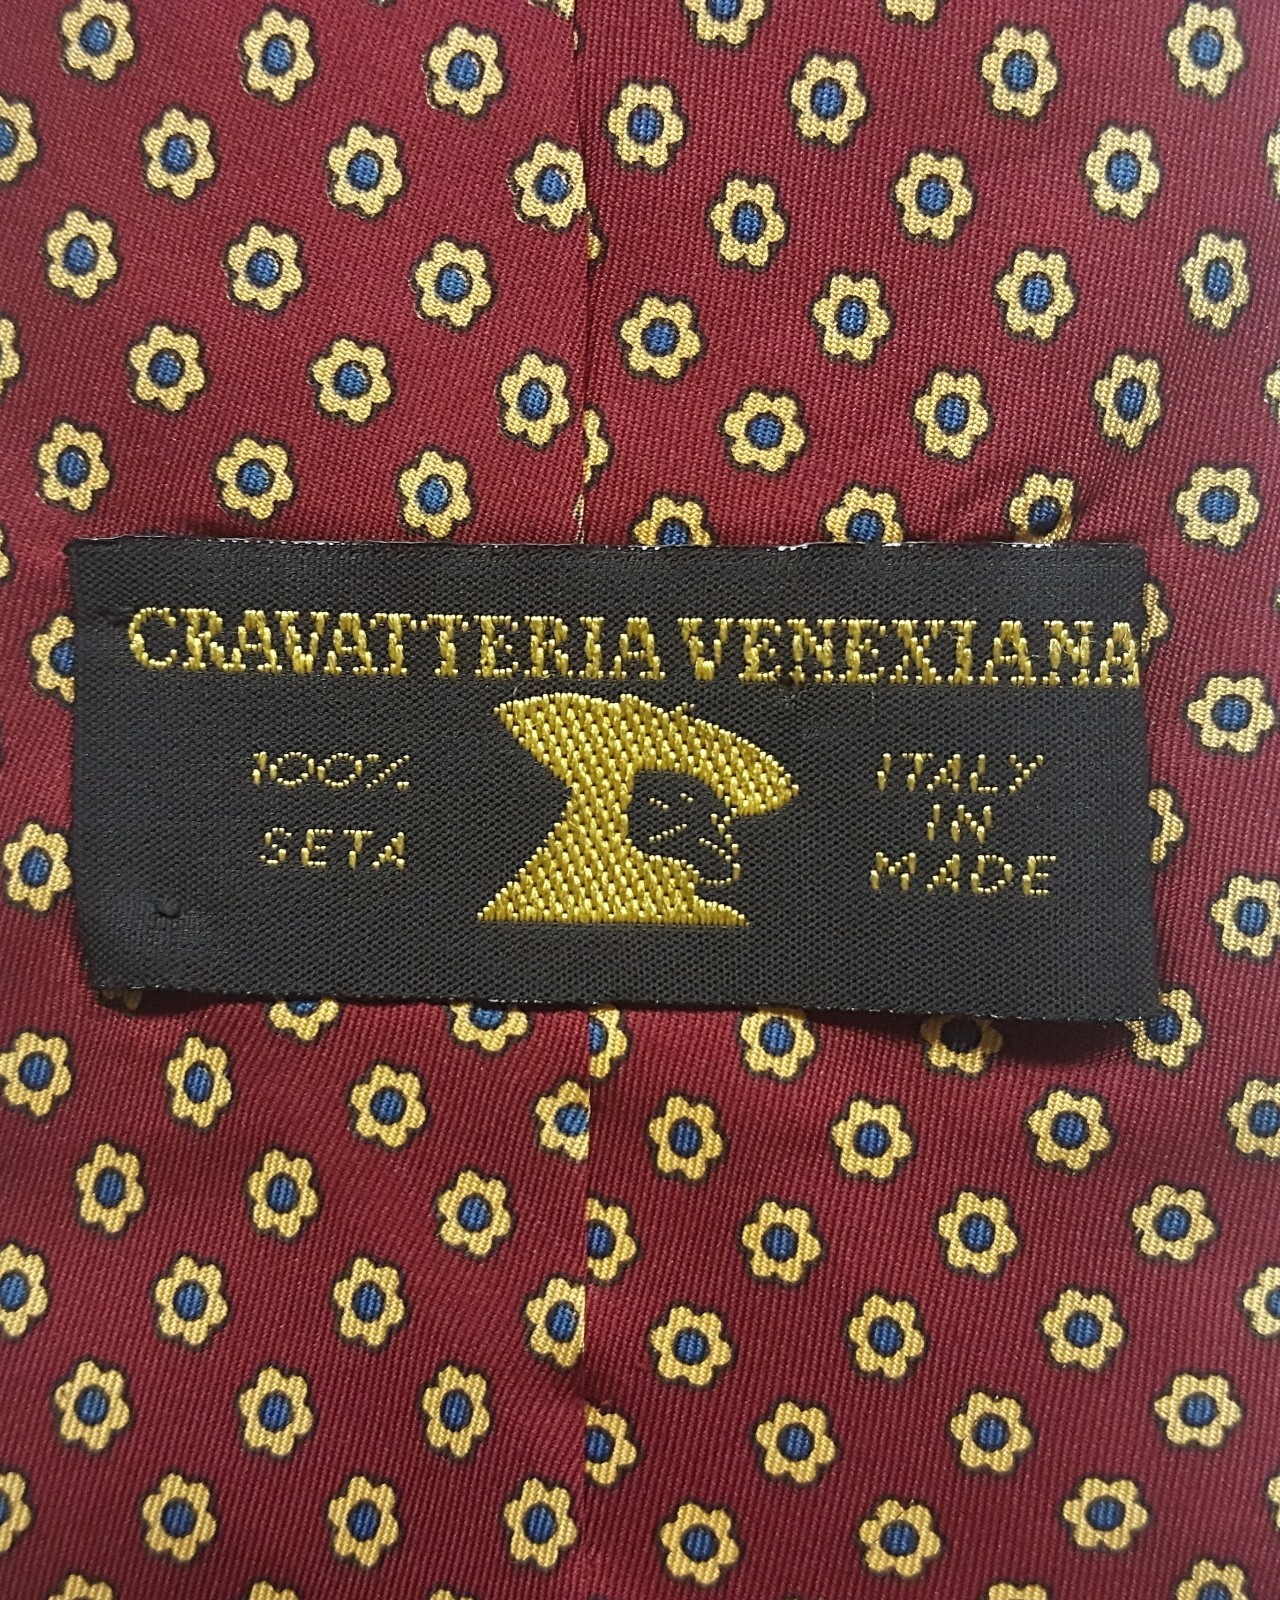 CRAVATTERIA VENEXIANA
100%
SETA
ITALY
IN
MADE